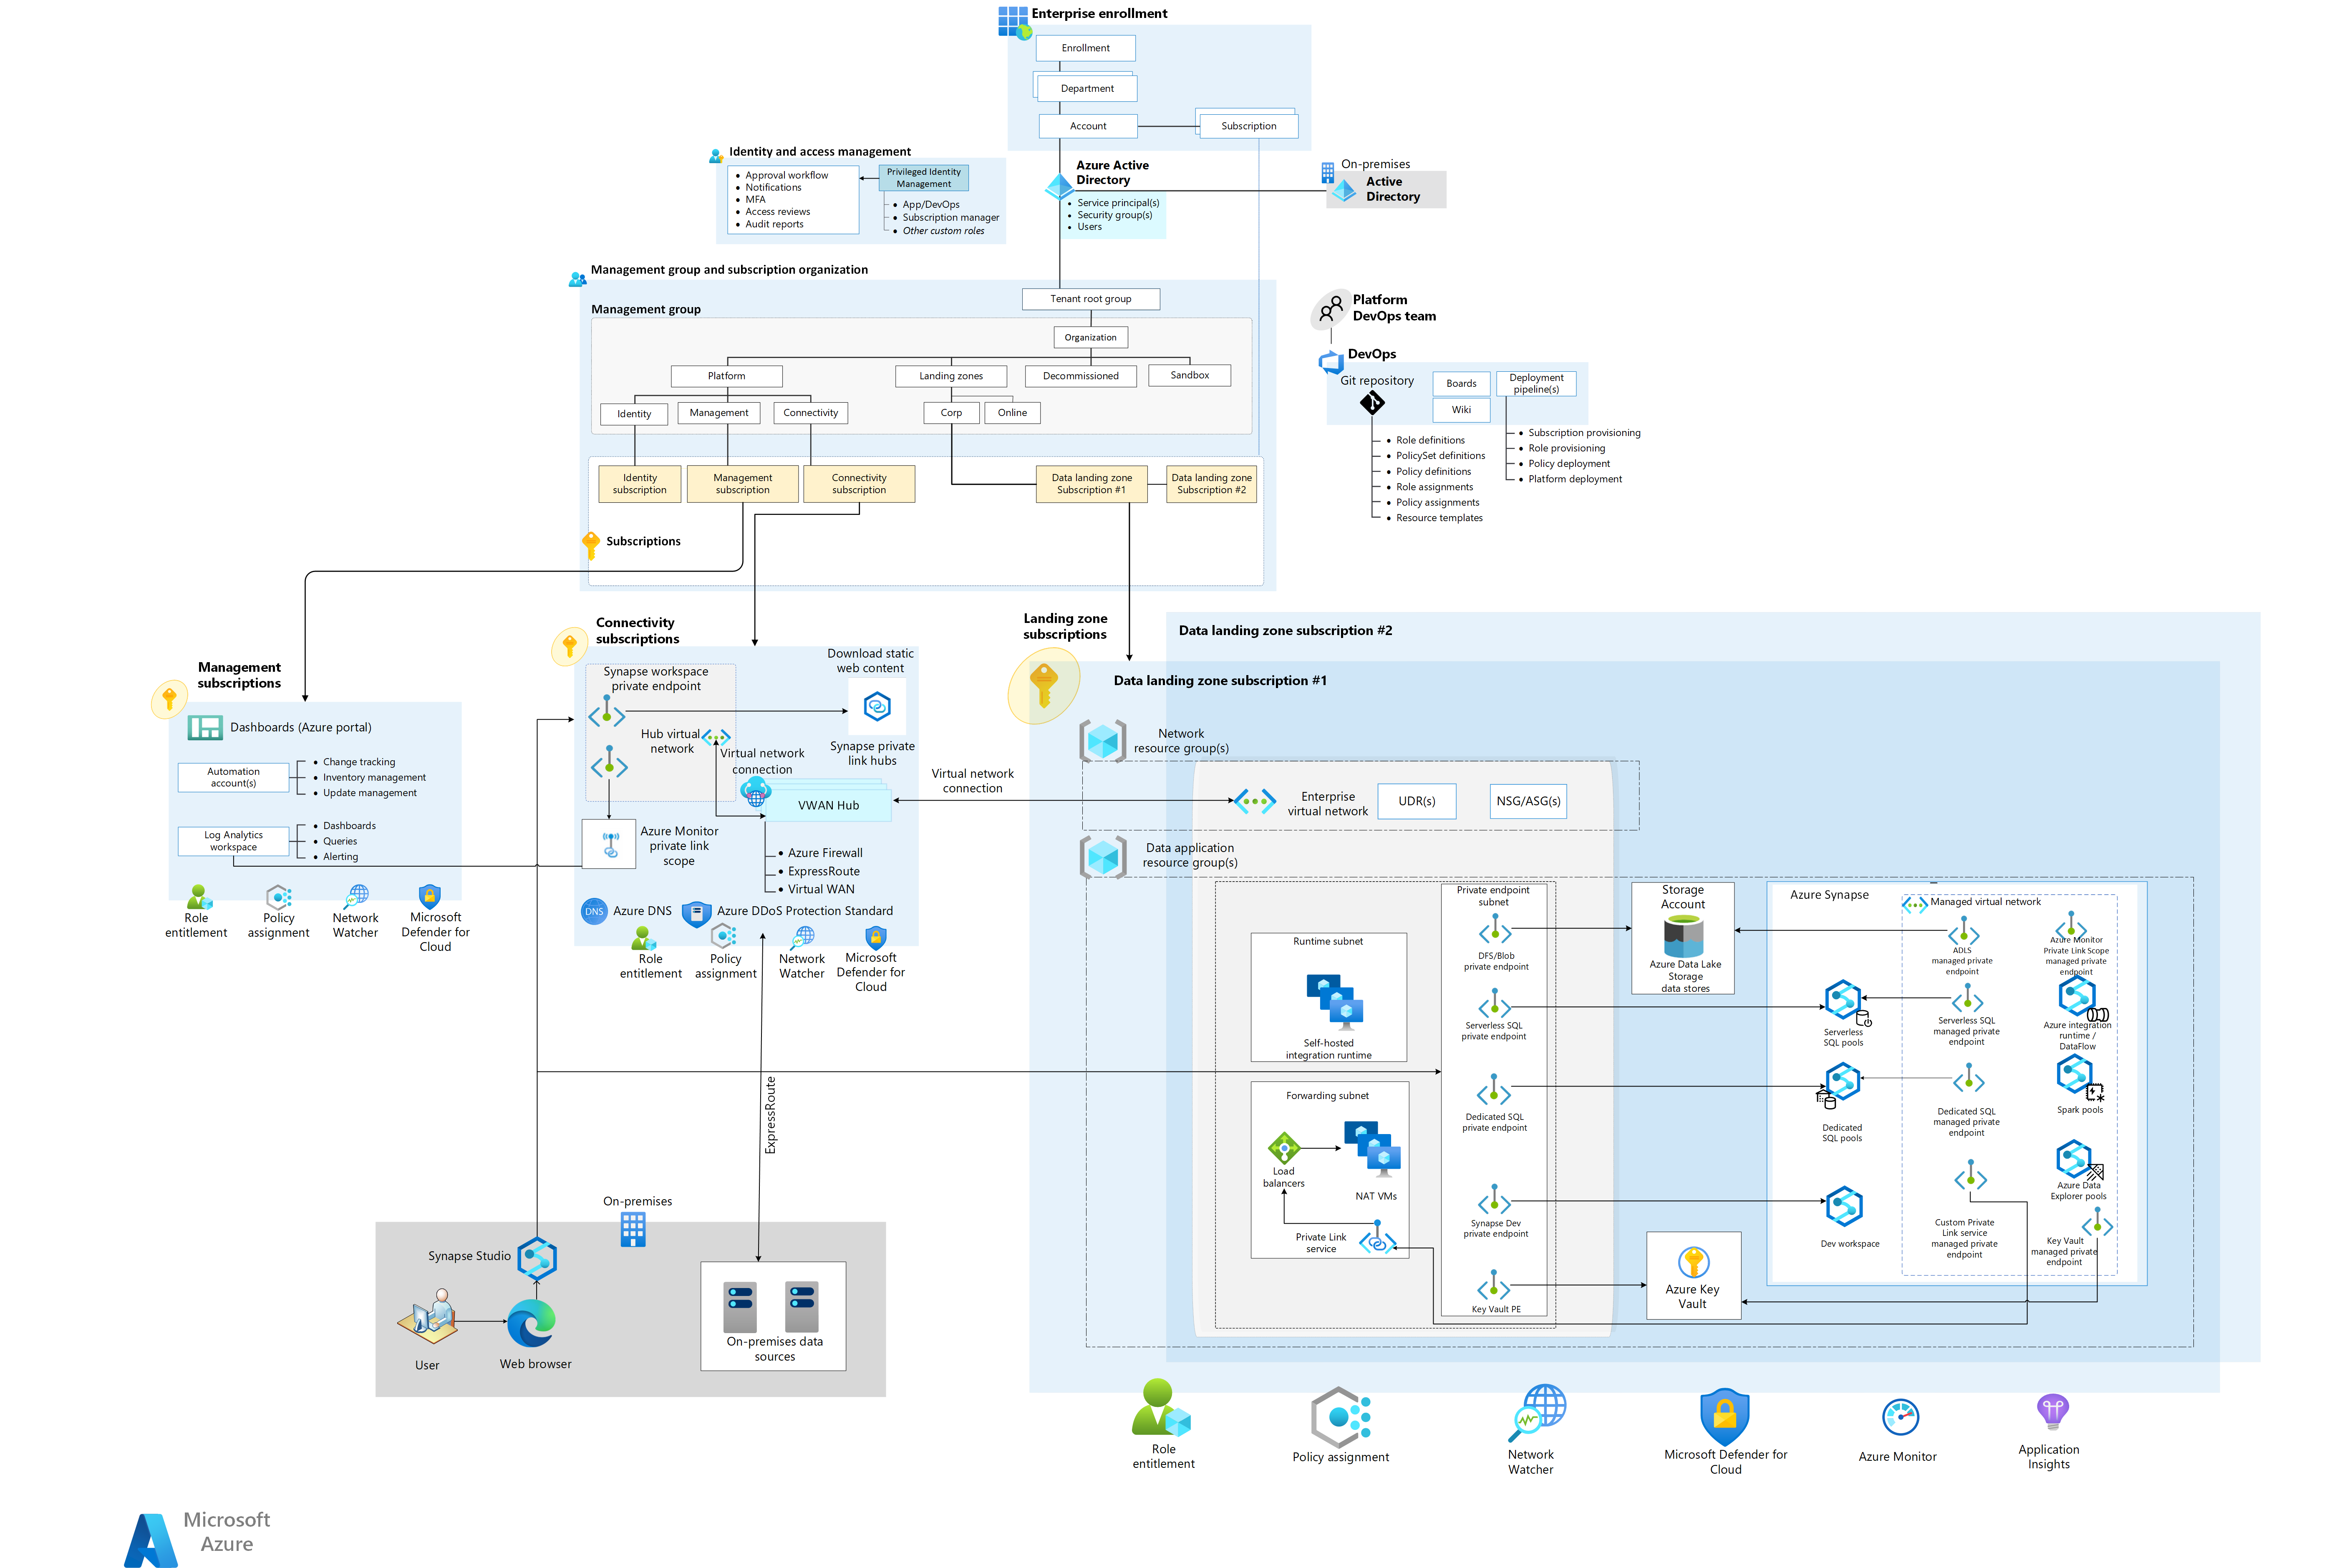 Enterprise enrollment
Enrollment
Department
Account
Subscription
Identity and access management
Approval workflow
Notifications
MFA
Access reviews
Audit reports
Privileged Identity
Management
App/DevOps
Subscription manager
Other custom roles
Azure Active
Directory
Service principal(s)
Security group(s)
Users
On-premises
Active
Directory
Management group and subscription organization
Management group
Tenant root group
Organization
Platform
Landing zones
Decommissioned
Sandbox
Identity
Management
Connectivity
Corp
Online
Identity
subscription
Management
subscription
Connectivity
subscription
Data landing zone
Subscription #1
Data landing zone
Subscription #2
Subscriptions
Platform
DevOps team
DevOps
Git repository
Boards
Wiki
Deployment
pipeline(s)
Role definitions
PolicySet definitions
Policy definitions
Role assignments
Policy assignments
Resource templates
Subscription provisioning
Role provisioning
Policy deployment
Platform deployment
Management
subscriptions
Dashboards (Azure portal)
Automation
account(s)
Change tracking
Inventory management
Update management
Log Analytics
workspace
Dashboards
Queries
Alerting
Role
entitlement
Policy
assignment
Network
Watcher
Microsoft
Defender for
Cloud
Connectivity
subscriptions
Synapse workspace
private endpoint
Download static
web content
Hub virtual
network
Synapse private
link hubs
Virtual network
connection
VWAN Hub
Azure Monitor
private link
scope
Azure Firewall
ExpressRoute
Virtual WAN
DNS
Azure DNS
Azure DDoS Protection Standard
Role
entitlement
Policy
assignment
Network
Watcher
Microsoft
Defender for
Cloud
Virtual network
connection
ExpressRoute
On-premises
Synapse Studio
User
Web browser
On-premises data
sources
Landing zone
subscriptions
Data landing zone subscription #2
Data landing zone subscription #1
Network
resource group(s)
Enterprise
virtual network
UDR(s)
NSG/ASG(s)
Data application
resource group(s)
Runtime subnet
Self-hosted
integration runtime
Forwarding subnet
Load
balancers
NAT VMs
Private Link
service
Private endpoint
subnet
DFS/Blob
private endpoint
Serverless SQL
private endpoint
Dedicated SQL
private endpoint
Synapse Dev
private endpoint
Key Vault PE
Storage
Account
Azure Data Lake
Storage
data stores
Azure Key
Vault
Azure Synapse
Serverless
SQL pools
Dedicated
SQL pools
Dev workspace
Managed virtual network
ADLS
managed private
endpoint
Azure Monitor
Private Link Scope
managed private
endpoint
Serverless SQL
managed private
endpoint
Azure integration
runtime /
DataFlow
Dedicated SQL
managed private
endpoint
Spark pools
Azure Data
Explorer pools
Custom Private
Link service
managed private
endpoint
Key Vault
managed private
endpoint
Role
entitlement
Policy assignment
Network
Watcher
Microsoft Defender for
Cloud
Azure Monitor
Application
Insights
Microsoft
Azure